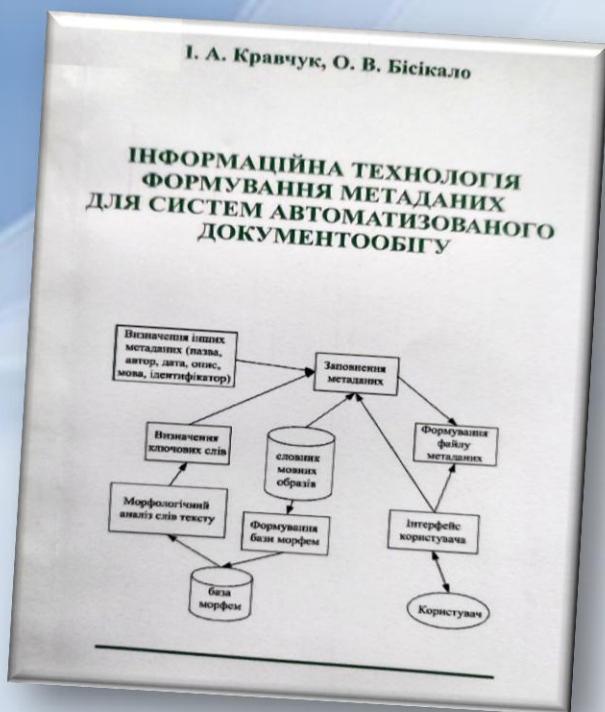 І. А. Кравчук, О. В. Бісікало
ІНФОРМАЦІЙНА ТЕХНОЛОГІЯ
ФОРМУВАННЯ МЕТАДАНИХ
ДЛЯ СИСТЕМ АВТОМАТИЗОВАНОГО
ДОКУМЕНТООБІГУ
Визначення інших
метаданих (назва,
автор, дата, опис,
мова, ідентифікатор)
Заповнення
метаданих
Визначення
ключових слів
словник
мовних
образів
Формування
файлу
метаданих
Морфологічний
аналіз слів тексту
Формування
бази морфем
Інтерфейс
користувача
база
морфем
Користувач